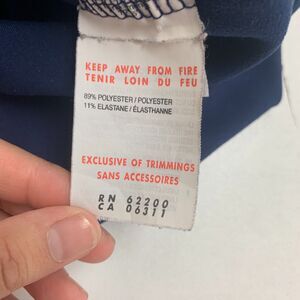 KEEP AWAY FROM FIRE
TENIR LOIN DU FEU
89% POLYESTER / POLYESTER
11% ELASTANE / ÉLASTHANNE
EXCLUSIVE OF TRIMMINGS
SANS ACCESSOIRES
RN 62200
CA 06311